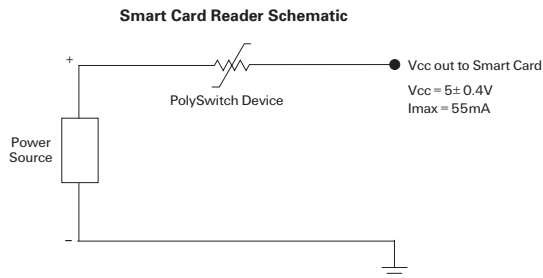 Smart Card Reader Schematic
+
PolySwitch Device
Vcc out to Smart Card
Vcc = 5± 0.4V
Imax = 55mA
Power
Source
–